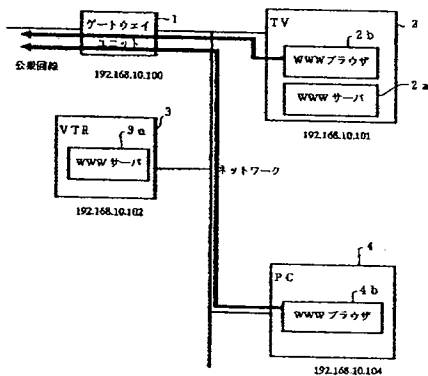 ゲートウェイ
ユニット
1
公衆回線
192.168.10.100
TV
2
2b
WWWブラウザ
2a
WWWサーバ
192.168.10.101
VTR
3
3a
WWWサーバ
192.168.10.102
ネットワーク
4
PC
4b
WWWブラウザ
192.168.10.104